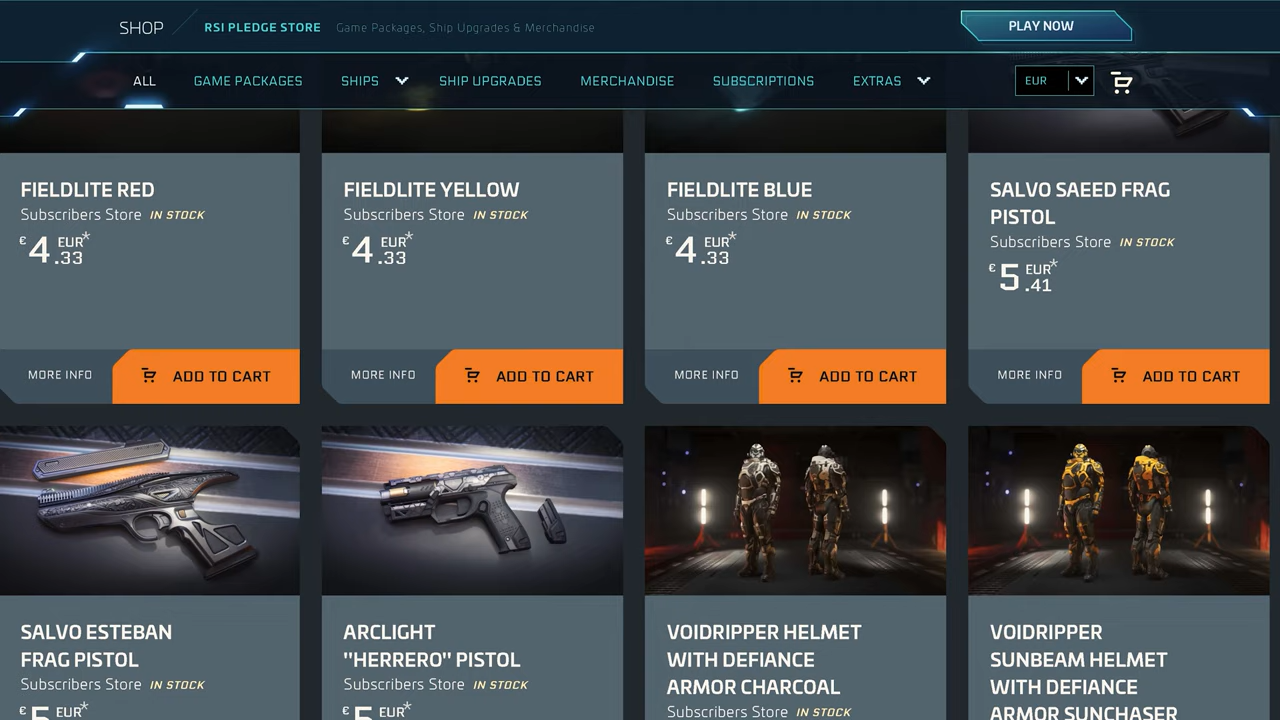 SHOP
RSI PLEDGE STORE
Game Packages, Ship Upgrades & Merchandise
PLAY NOW
ALL
GAME PACKAGES
SHIPS
SHIP UPGRADES
MERCHANDISE
SUBSCRIPTIONS
EXTRAS
EUR
FIELDLITE RED
Subscribers Store IN STOCK
€4.33 EUR*
MORE INFO
ADD TO CART
FIELDLITE YELLOW
Subscribers Store IN STOCK
€4.33 EUR*
MORE INFO
ADD TO CART
FIELDLITE BLUE
Subscribers Store IN STOCK
€4.33 EUR*
MORE INFO
ADD TO CART
SALVO SAEED FRAG
PISTOL
Subscribers Store IN STOCK
€5.41 EUR*
MORE INFO
ADD TO CART
SALVO ESTEBAN
FRAG PISTOL
Subscribers Store IN STOCK
€5 EUR*
ARCLIGHT
"HERRERO" PISTOL
Subscribers Store IN STOCK
€5 EUR*
VOIDRIPPER HELMET
WITH DEFIANCE
ARMOR CHARCOAL
Subscribers Store IN STOCK
VOIDRIPPER
SUNBEAM HELMET
WITH DEFIANCE
ARMOR SUNCHASER